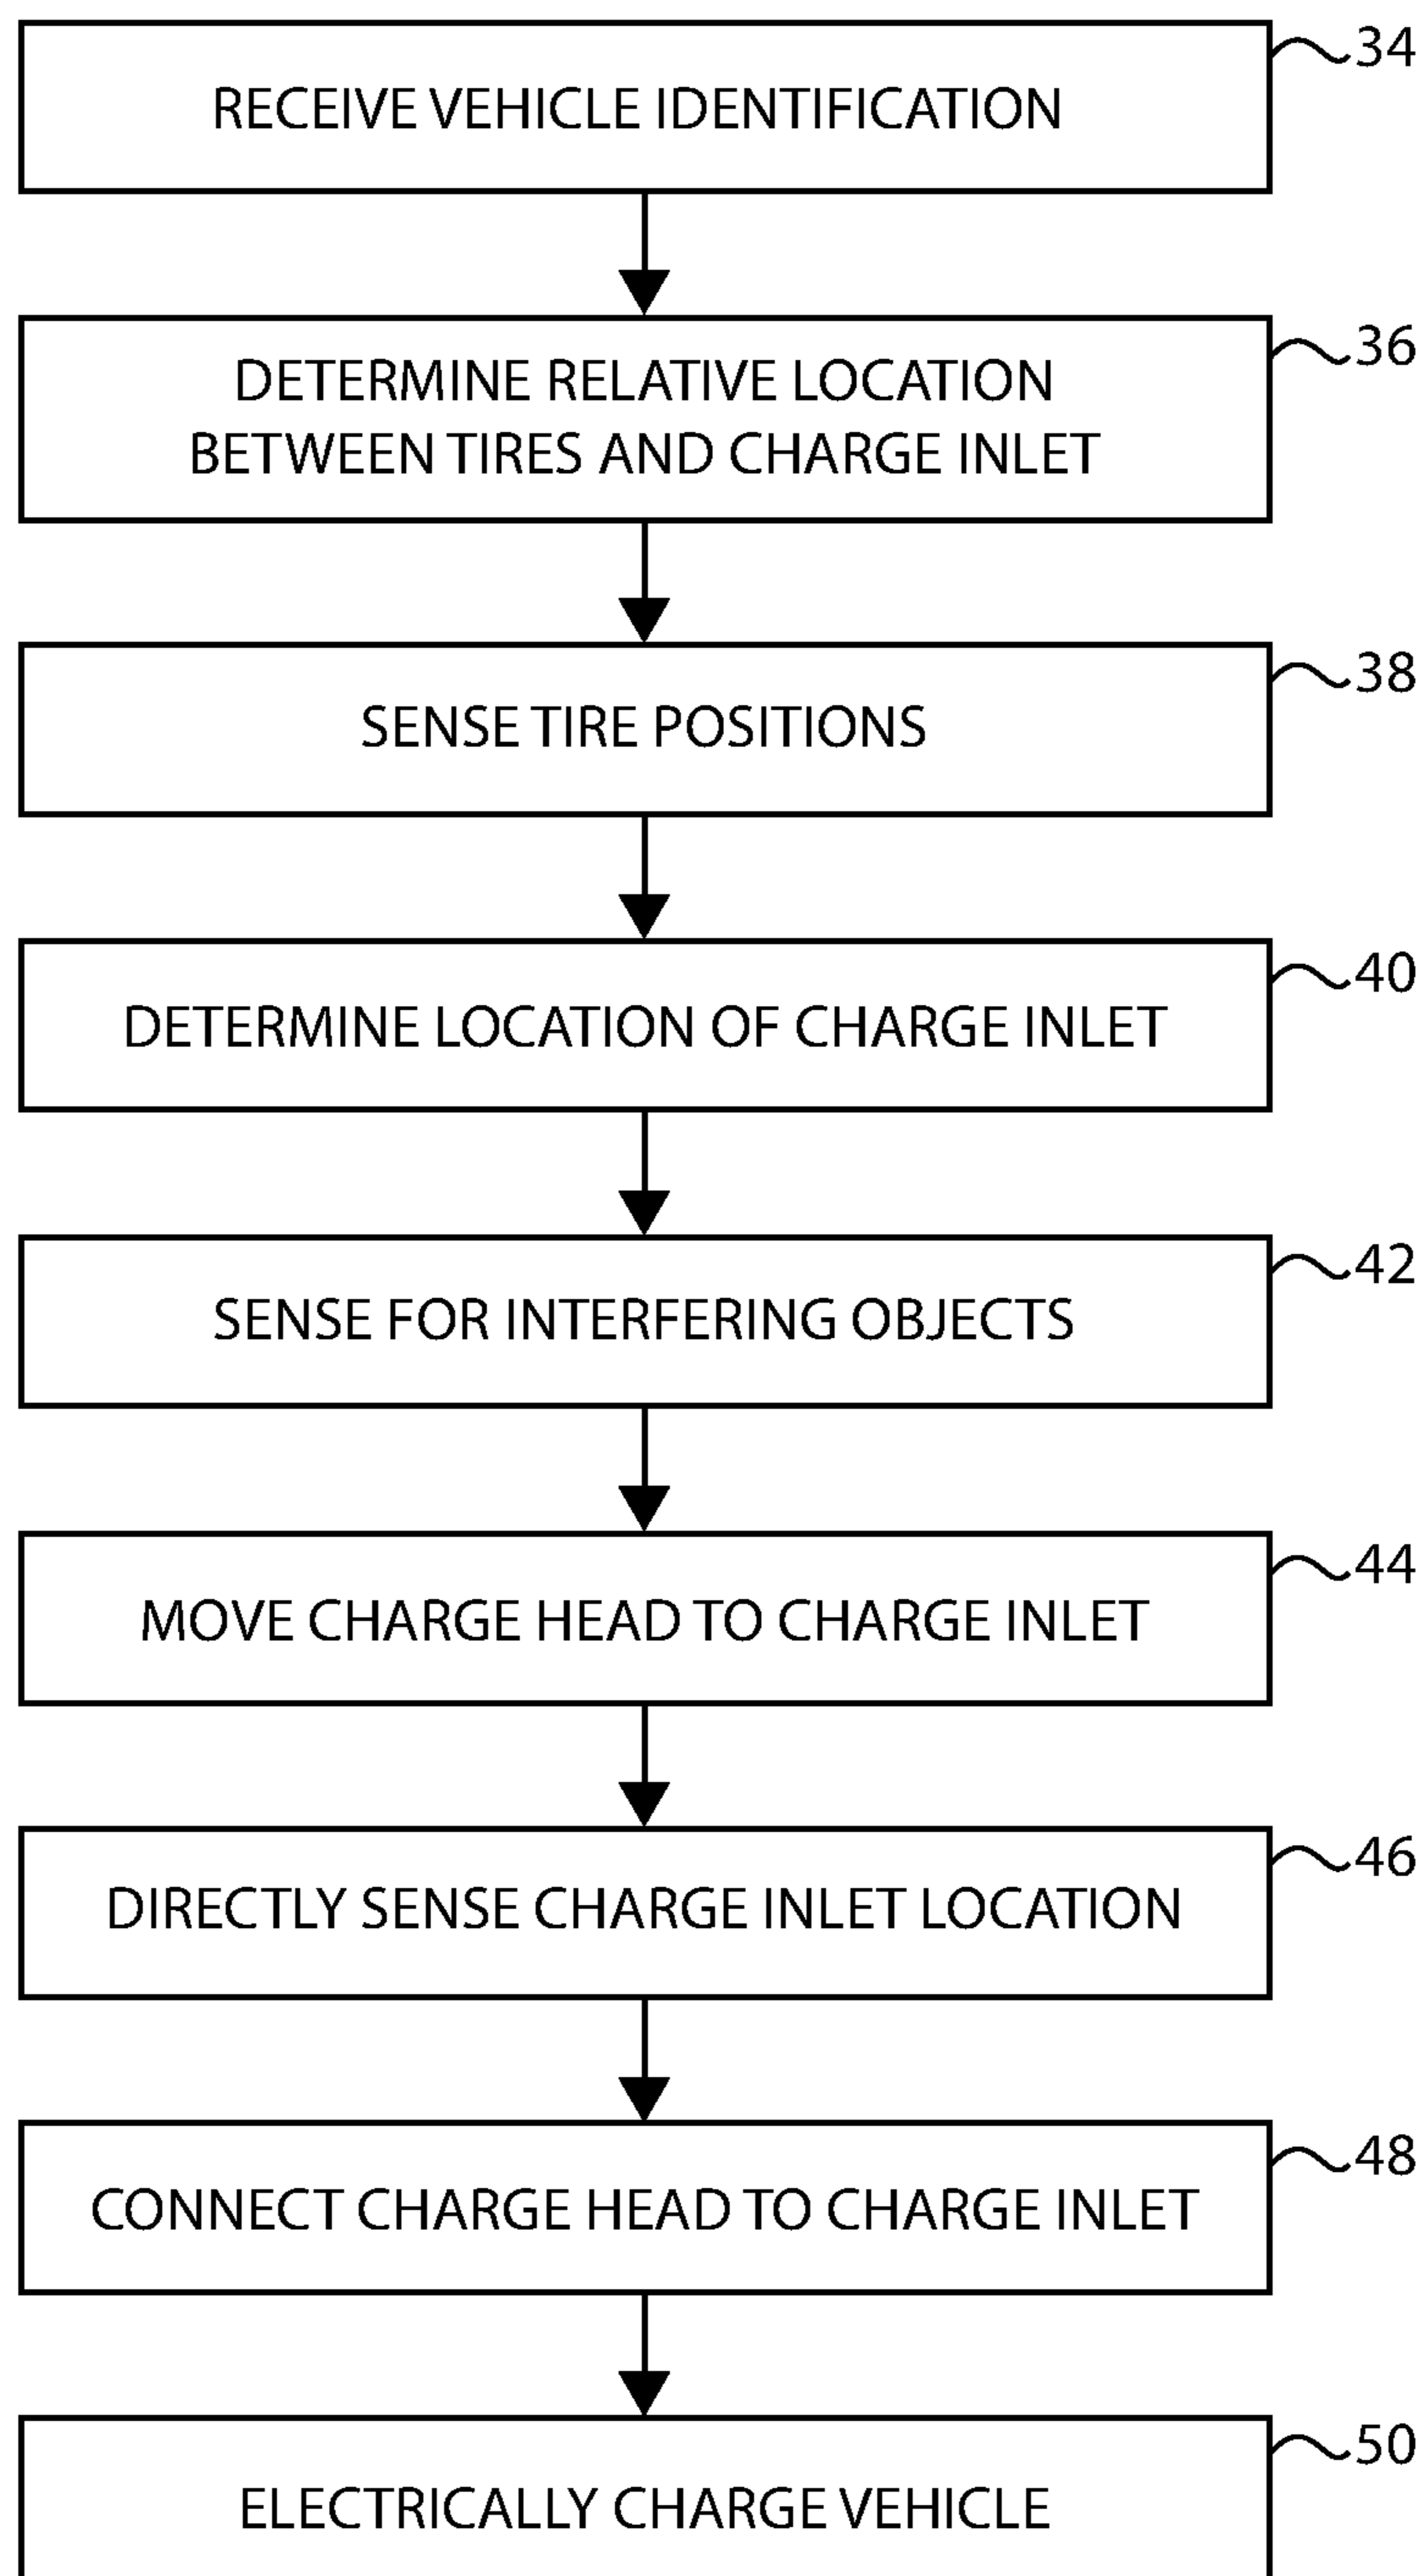 34
RECEIVE VEHICLE IDENTIFICATION
36
DETERMINE RELATIVE LOCATION
BETWEEN TIRES AND CHARGE INLET
38
SENSE TIRE POSITIONS
40
DETERMINE LOCATION OF CHARGE INLET
42
SENSE FOR INTERFERING OBJECTS
44
MOVE CHARGE HEAD TO CHARGE INLET
46
DIRECTLY SENSE CHARGE INLET LOCATION
48
CONNECT CHARGE HEAD TO CHARGE INLET
50
ELECTRICALLY CHARGE VEHICLE